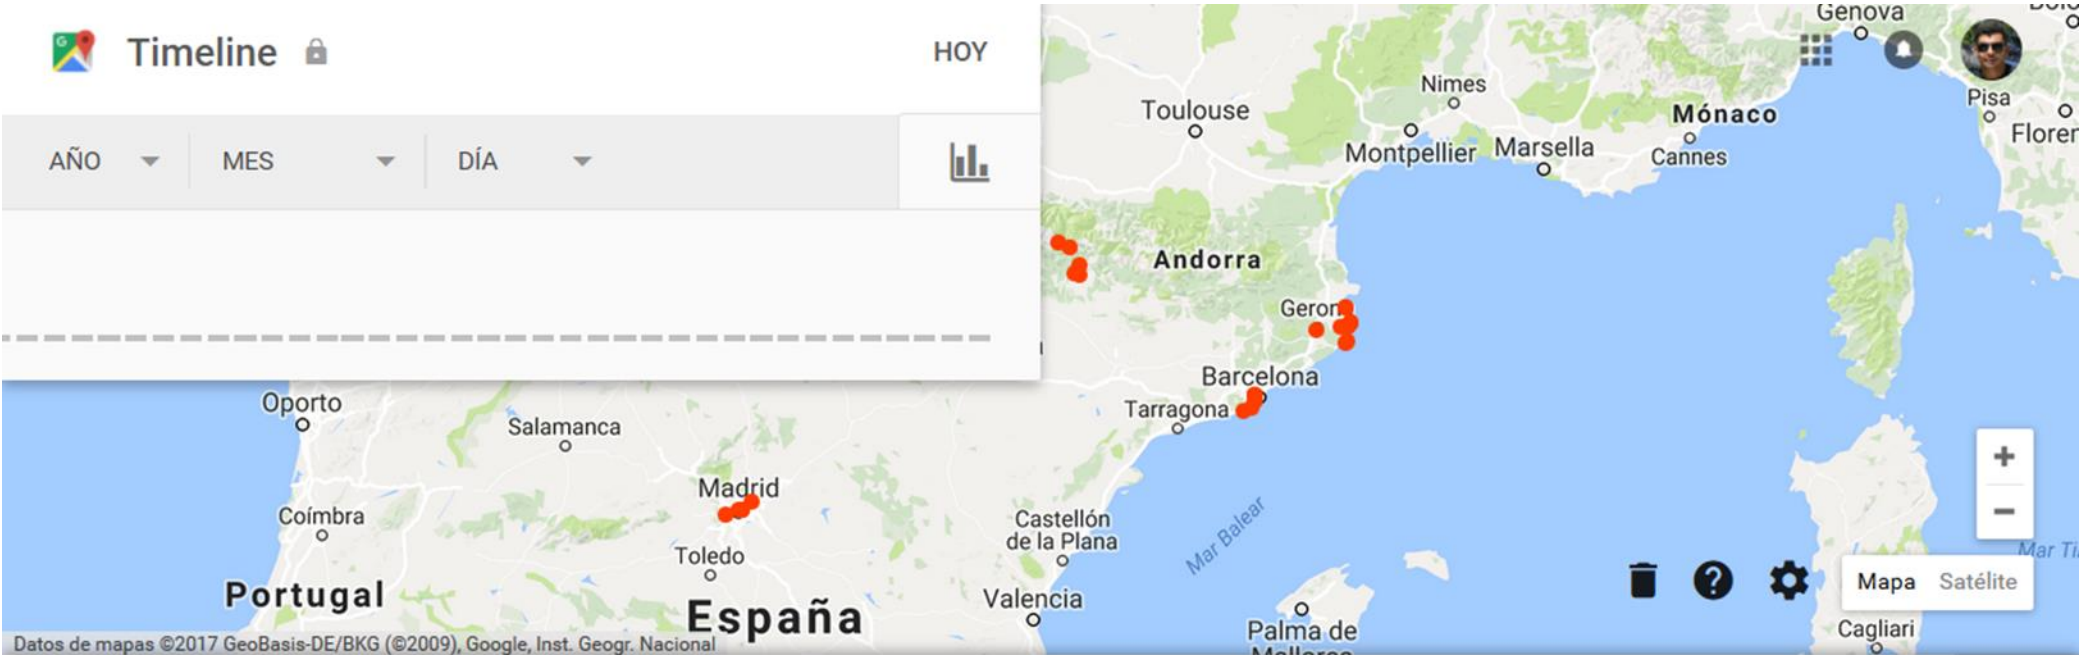 Timeline
HOY
AÑO
MES
DÍA
Genova
Nimes
Toulouse
Pisa
Mónaco
Montpellier
Marsella
Cannes
Andorra
Barcelona
Oporto
Tarragona
Salamanca
Madrid
Coímbra
Castellón
de la Plana
Mar Balear
Toledo
Portugal
Valencia
España
Palma de
Mapa
Satélite
Cagliari
Datos de mapas ©2017 GeoBasis-DE/BKG (©2009), Google, Inst. Geogr. Nacional